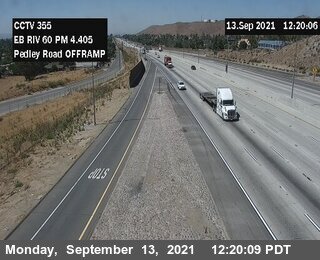 CCTV 355
EB RIV 60 PM 4.405
Pedley Road OFFRAMP
13.Sep 2021 12:20:06
STOP
Monday, September 13, 2021 12:20:09 PDT